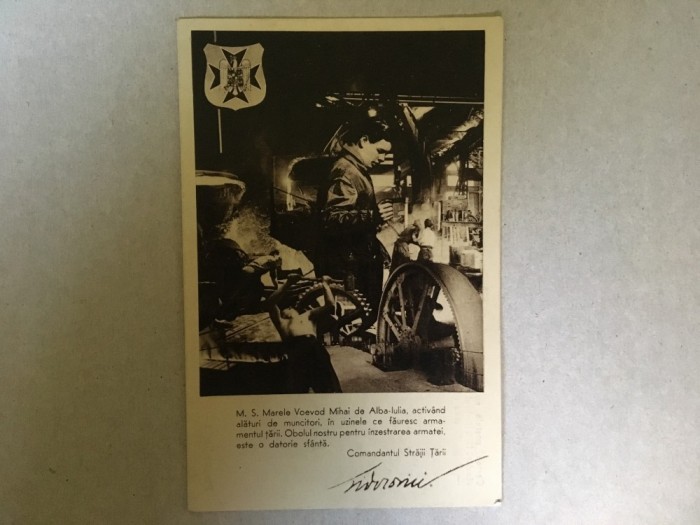 M. S. Marele Voevod Mihai de Alba-Iulia, activând
alături de muncitori, în uzinele ce făuresc arma-
mentul țării. Obolul nostru pentru înzestrarea armatei,
este o datorie sfântă.
Comandantul Străjii Țării